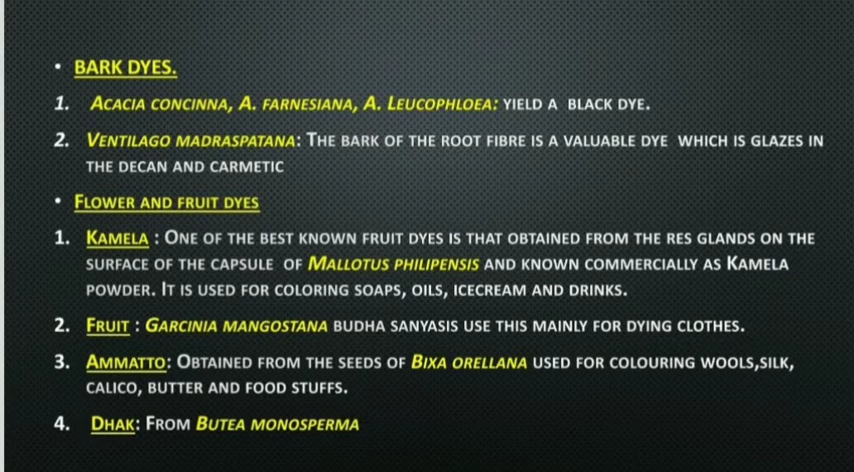 • BARK DYES.
1. ACACIA CONCINNA, A. FARNESIANA, A. LEUCOPHLOEA: YIELD A BLACK DYE.
2. VENTILAGO MADRASPATANA: THE BARK OF THE ROOT FIBRE IS A VALUABLE DYE WHICH IS GLAZES IN
THE DECAN AND CARMETIC
• FLOWER AND FRUIT DYES
1. KAMELA : ONE OF THE BEST KNOWN FRUIT DYES IS THAT OBTAINED FROM THE RES GLANDS ON THE
SURFACE OF THE CAPSULE OF MALLOTUS PHILIPENSIS AND KNOWN COMMERCIALLY AS KAMELA
POWDER. IT IS USED FOR COLORING SOAPS, OILS, ICECREAM AND DRINKS.
2. FRUIT : GARCINIA MANGOSTANA BUDHA SANYASIS USE THIS MAINLY FOR DYING CLOTHES.
3. AMMATTO: OBTAINED FROM THE SEEDS OF BIXA ORELLANA USED FOR COLOURING WOOLS,SILK,
CALICO, BUTTER AND FOOD STUFFS.
4. DHAK: FROM BUTEA MONOSPERMA